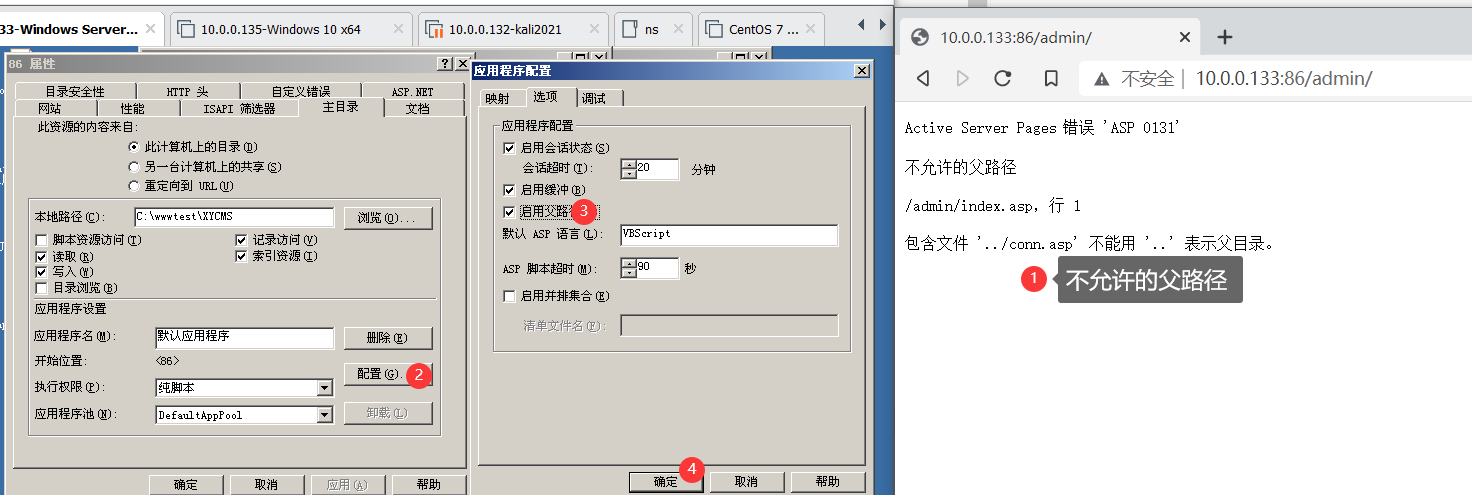 33-Windows Server...
10.0.0.135-Windows 10 x64
10.0.0.132-kali2021
ns
CentOS 7 ...
86 属性
目录安全性
HTTP 头
自定义错误
ASP.NET
网站
性能
ISAPI 筛选器
主目录
文档
此资源的内容来自:
此计算机上的目录(D)
另一台计算机上的共享(S)
重定向到 URL(U)
本地路径(C):
C:\wwwtest\XYCMS
浏览(O)...
脚本资源访问(T)
记录访问(V)
读取(R)
索引资源(I)
写入(W)
目录浏览(B)
应用程序设置
应用程序名(M):
默认应用程序
删除(E)
开始位置:
<86>
配置(G).
2
执行权限(P):
纯脚本
应用程序池(N):
DefaultAppPool
卸载(L)
确定
取消
应用(A)
帮助
应用程序配置
映射
选项
调试
应用程序配置
启用会话状态(S)
会话超时(T):
20
分钟
启用缓冲(B)
启用父路
3
默认 ASP 语言(L):
VBScript
ASP 脚本超时(M):
90
秒
启用并排集合(E)
清单文件名(F):
4
确定
取消
帮助
10.0.0.133:86/admin/
不安全
10.0.0.133:86/admin/
Active Server Pages 错误 'ASP 0131'
不允许的父路径
/admin/index.asp，行 1
包含文件 '../conn.asp' 不能用 '..' 表示父目录。
1
不允许的父路径